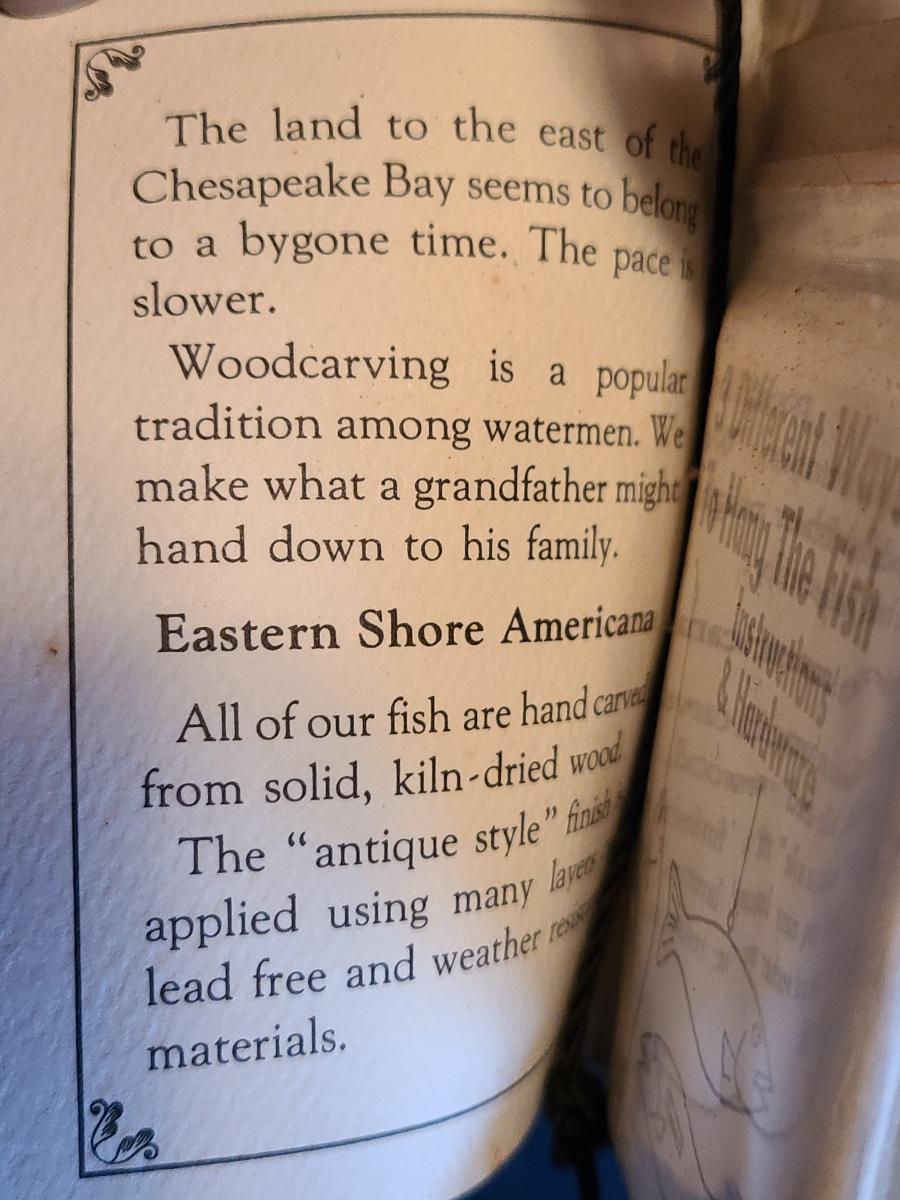 The land to the east of the
Chesapeake Bay seems to belong
to a bygone time. The pace is
slower.
Woodcarving is a popular
tradition among watermen. We
make what a grandfather might
hand down to his family.
Eastern Shore Americana
All of our fish are hand carved
from solid, kiln-dried wood.
The “antique style” finish
applied using many layers
lead free and weather
materials.
Different Ways
To Hang The Fish
Instructions
& Hardware